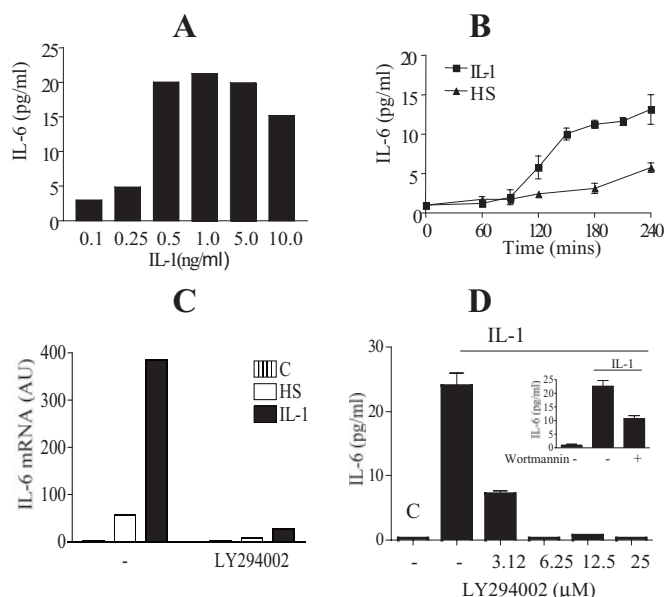 A
IL-6 (pg/ml)
25
20
15
10
5
0
0.1 0.25 0.5 1.0 5.0 10.0
IL-1(ng/ml)
B
IL-6 (pg/ml)
20
15
10
5
0
IL-1
HS
0 60 120 180 240
Time (mins)
C
IL-6 mRNA (AU)
400
300
200
100
0
C
HS
IL-1
- LY294002
D
IL-1
IL-6 (pg/ml)
30
20
10
0
C
- - 3.12 6.25 12.5 25
LY294002 (µM)
IL-1
IL-6 (pg/ml)
25
20
15
10
5
0
Wortmannin - - +